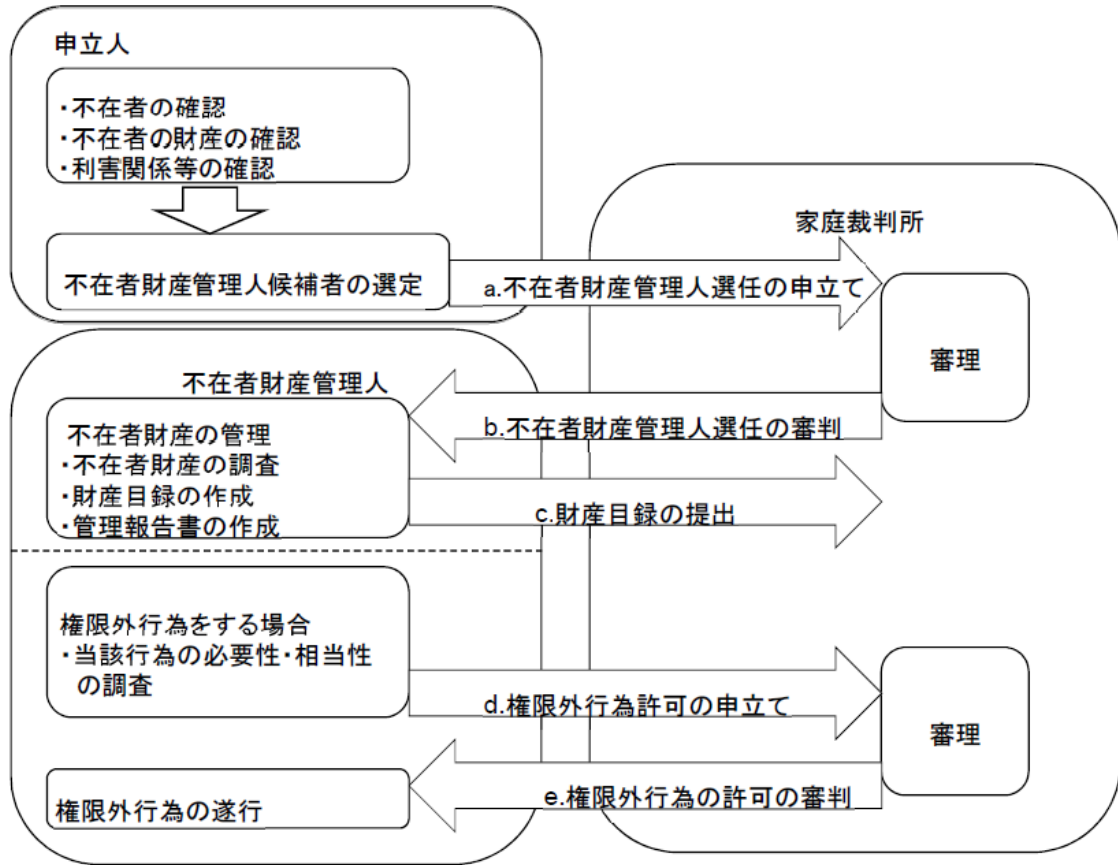 申立人
・不在者の確認
・不在者の財産の確認
・利害関係等の確認
不在者財産管理人候補者の選定
家庭裁判所
a.不在者財産管理人選任の申立て
審理
不在者財産管理人
b.不在者財産管理人選任の審判
不在者財産の管理
・不在者財産の調査
・財産目録の作成
・管理報告書の作成
c.財産目録の提出
権限外行為をする場合
・当該行為の必要性・相当性
の調査
d.権限外行為許可の申立て
審理
e.権限外行為の許可の審判
権限外行為の遂行